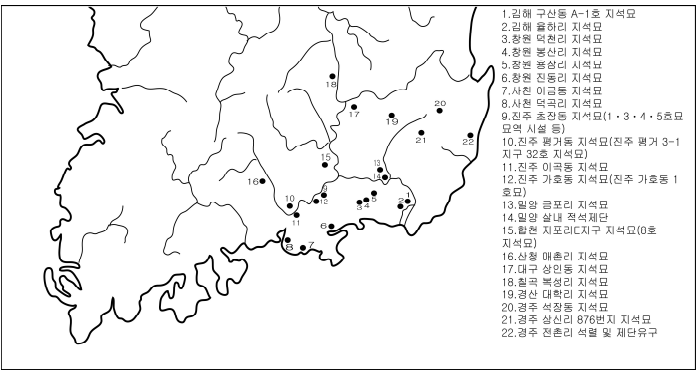 1.김해 구산동 A-1호 지석묘
2.김해 율하리 지석묘
3.창원 덕천리 지석묘
4.창원 봉산리 지석묘
5.창원 용잠리 지석묘
6.창원 진동리 지석묘
7.사천 이금동 지석묘
8.사천 덕곡리 지석묘
9.진주 초장동 지석묘(1・3・4・5호묘
묘역 시설 등)
10.진주 평거동 지석묘(진주 평거 3-1
지구 32호 지석묘)
11.진주 이곡동 지석묘
12.진주 가호동 지석묘(진주 가호동 1
호묘)
13.밀양 금포리 지석묘
14.밀양 살내 적석제단
15.합천 저포리E지구 지석묘(8호
지석묘)
16.산청 매촌리 지석묘
17.대구 상인동 지석묘
18.칠곡 복성리 지석묘
19.경산 대학리 지석묘
20.경주 석장동 지석묘
21.경주 상신리 876번지 지석묘
22.경주 전촌리 석렬 및 제단유구
18
17
20
19
21
22
15
13
14
16
9
12
10
5
3
4
2
1
11
6
8
7